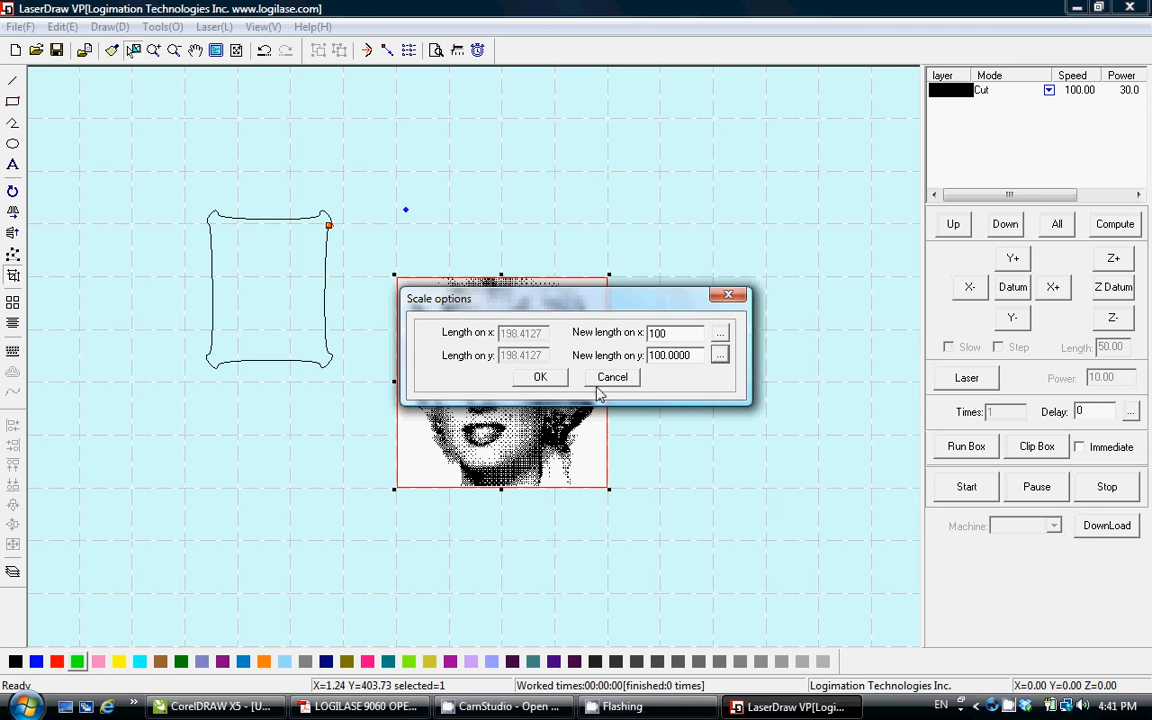 LaserDraw VP[Logimation Technologies Inc. www.logilase.com]
File(F) Edit(E) Draw(D) Tools(O) Laser(L) View(V) Help(H)
layer Mode Speed Power
Cut 100.00 30.0
Up Down All Compute
Y+ Z+
X- Datum X+ Z Datum
Y- Z-
Slow Step Length: 50.00
Laser Power: 10.00
Times: 1 Delay: 0 ...
Run Box Clip Box Immediate
Start Pause Stop
Machine: DownLoad
A
Scale options
Length on x: 198.4127 New length on x: 100 ...
Length on y: 198.4127 New length on y: 100.0000 ...
OK Cancel
Ready X=1.24 Y=403.73 selected=1 Worked times:00:00:00[finished:0 times] Logimation Technologies Inc. X=0.00 Y=0.00 Z=0.00
» CorelDRAW X5 - [U... LOGILASE 9060 OPE... CamStudio - Open ... Flashing LaserDraw VP[Logi... EN 4:41 PM